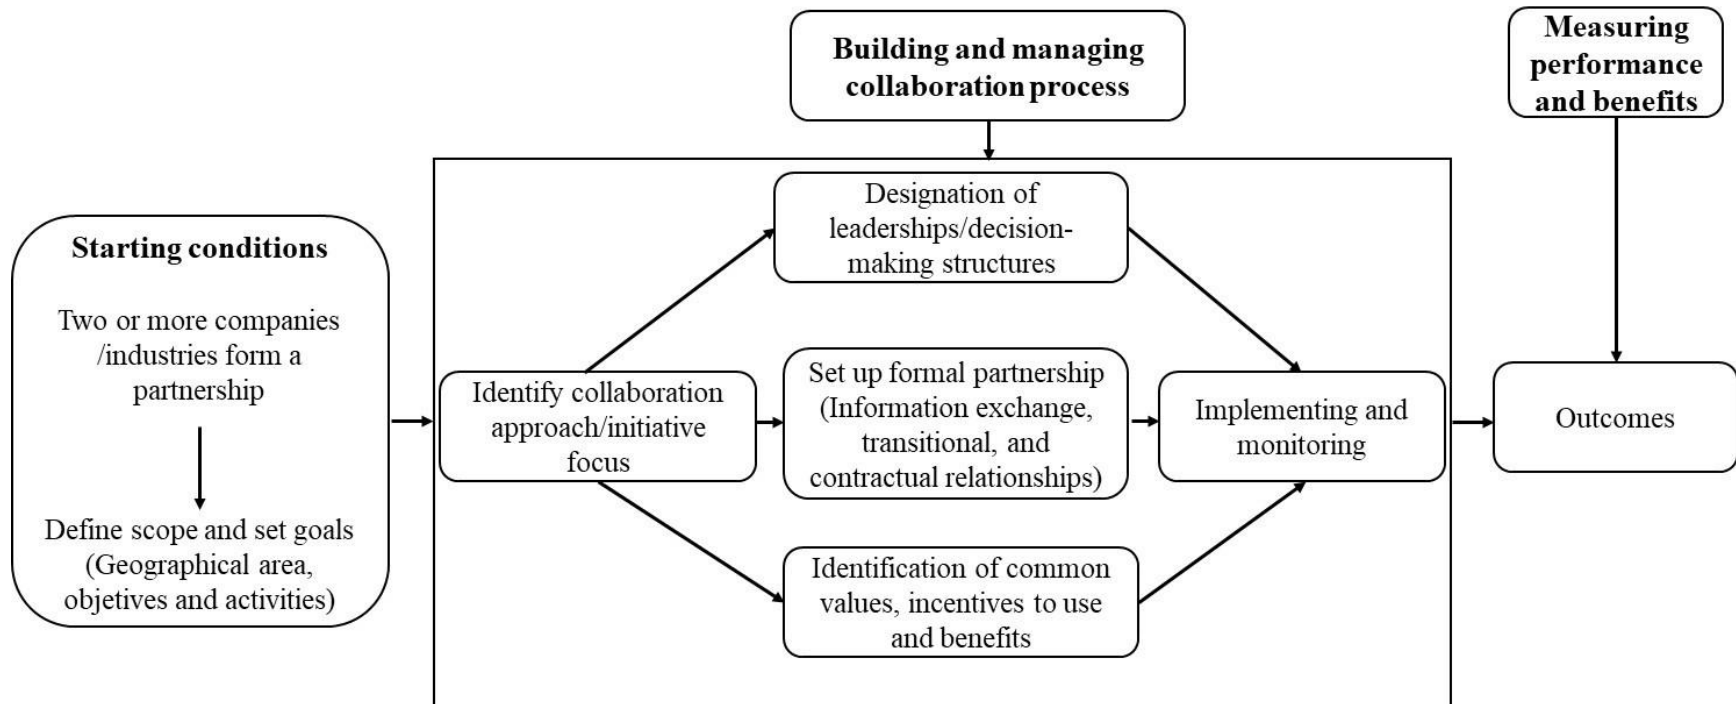 Building and managing
collaboration process
Measuring
performance
and benefits
Starting conditions
Two or more companies
/industries form a
partnership
Define scope and set goals
(Geographical area,
objetives and activities)
Identify collaboration
approach/initiative
focus
Designation of
leaderships/decision-
making structures
Set up formal partnership
(Information exchange,
transitional, and
contractual relationships)
Identification of common
values, incentives to use
and benefits
Implementing and
monitoring
Outcomes